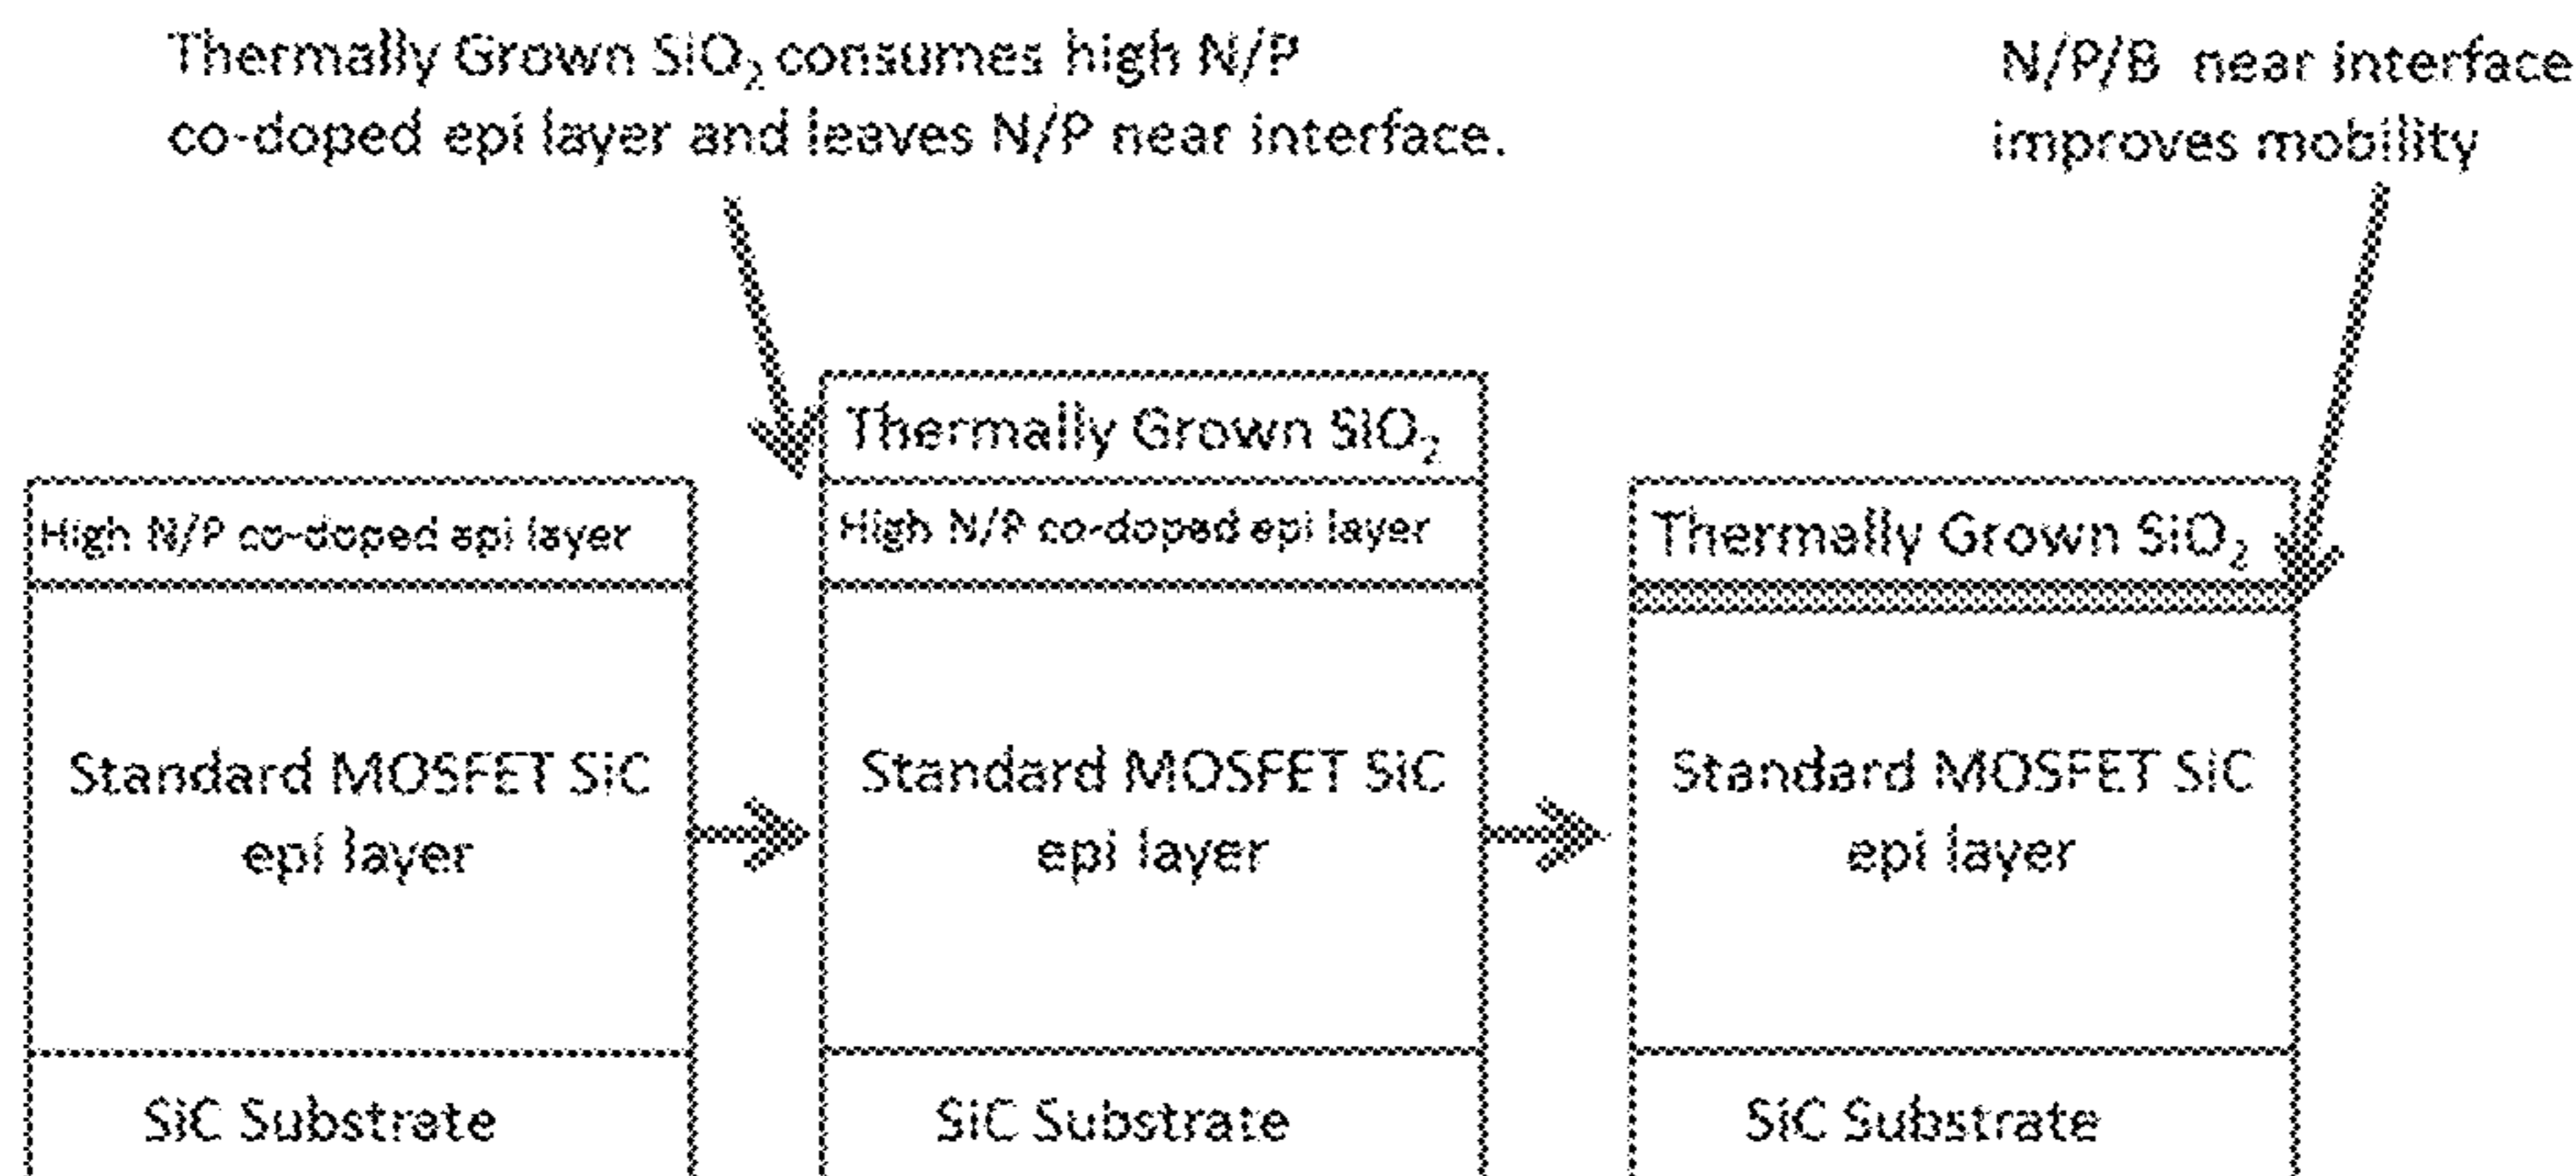 Thermally Grown SiO₂ consumes high N/P
co-doped epi layer and leaves N/P near interface.
N/P/B near interface
improves mobility
High N/P co-doped epi layer
Standard MOSFET SiC
epi layer
SiC Substrate
Thermally Grown SiO₂
High N/P co-doped epi layer
Standard MOSFET SiC
epi layer
SiC Substrate
Thermally Grown SiO₂
Standard MOSFET SiC
epi layer
SiC Substrate